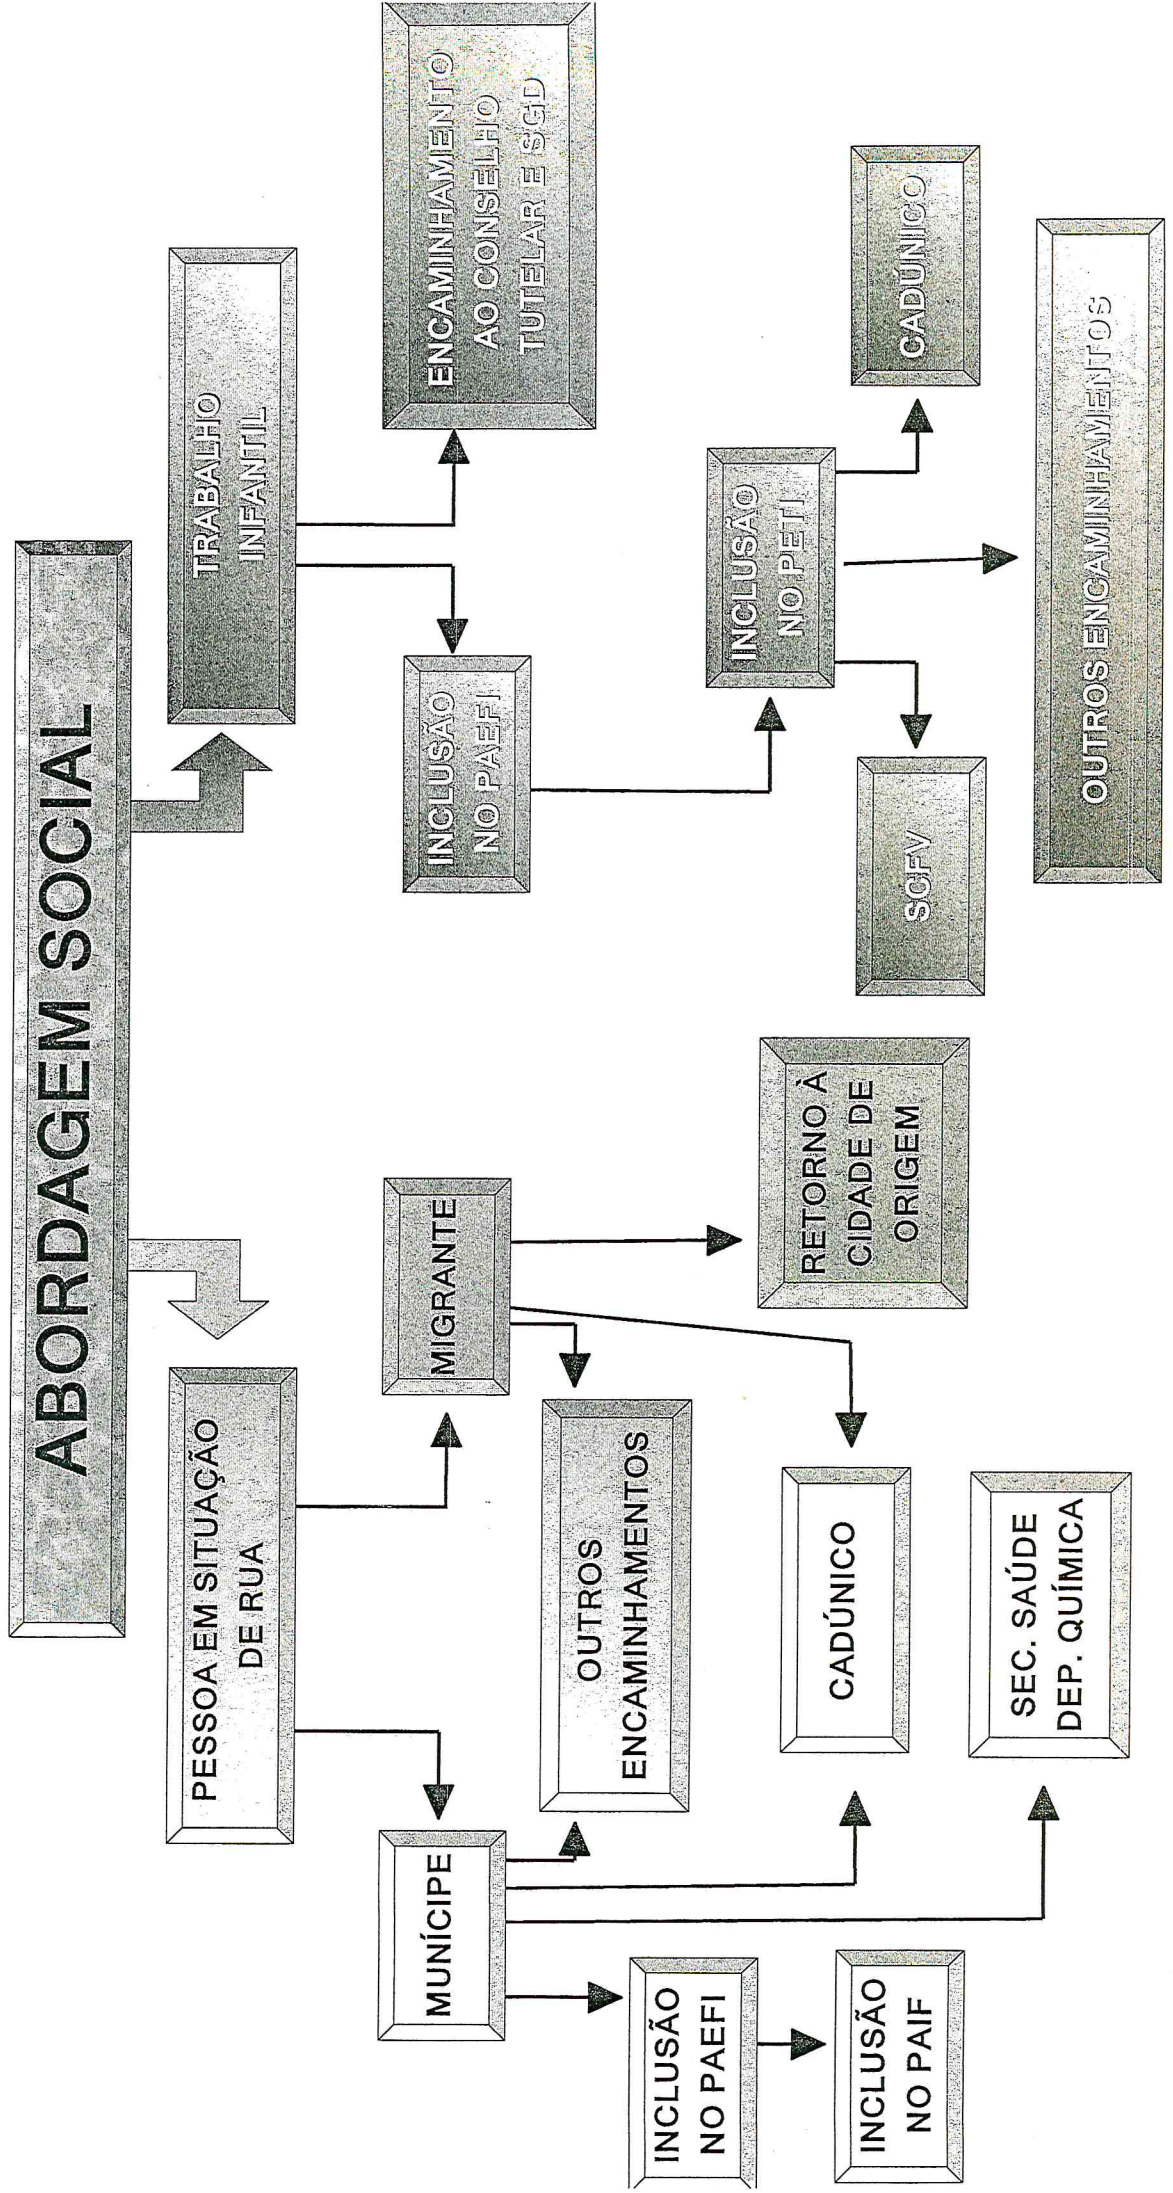 ABORDAGEM SOCIAL
PESSOA EM SITUAÇÃO
DE RUA
TRABALHO
INFANTIL
MUNÍCIPE
MIGRANTE
INCLUSÃO
NO PAEFI
ENCAMINHAMENTO
AO CONSELHO
TUTELAR E SGD
OUTROS
ENCAMINHAMENTOS
INCLUSÃO
NO PAEFI
INCLUSÃO
NO PETI
CADÚNICO
RETORNO À
CIDADE DE
ORIGEM
SCFV
CADÚNICO
INCLUSÃO
NO PAIF
SEC. SAÚDE
DEP. QUÍMICA
OUTROS ENCAMINHAMENTOS